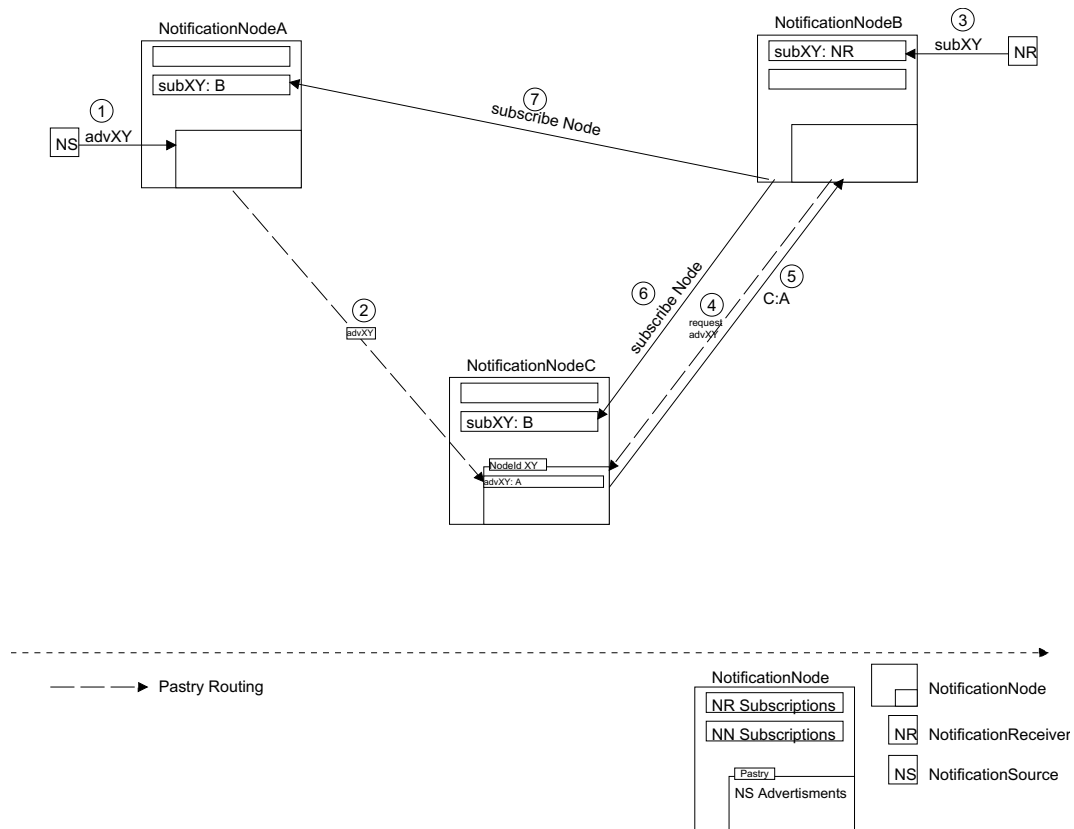 NotificationNodeA
NotificationNodeB
3
subXY: NR
subXY
NR
subXY: B
1
7
subscribe Node
NS
advXY
2
advXY
6
subscribe Node
4
request
advXY
5
C:A
NotificationNodeC
subXY: B
NodeId XY
advXY: A
Pastry Routing
NotificationNode
NR Subscriptions
NN Subscriptions
Pastry
NS Advertisments
NotificationNode
NR
NotificationReceiver
NS
NotificationSource